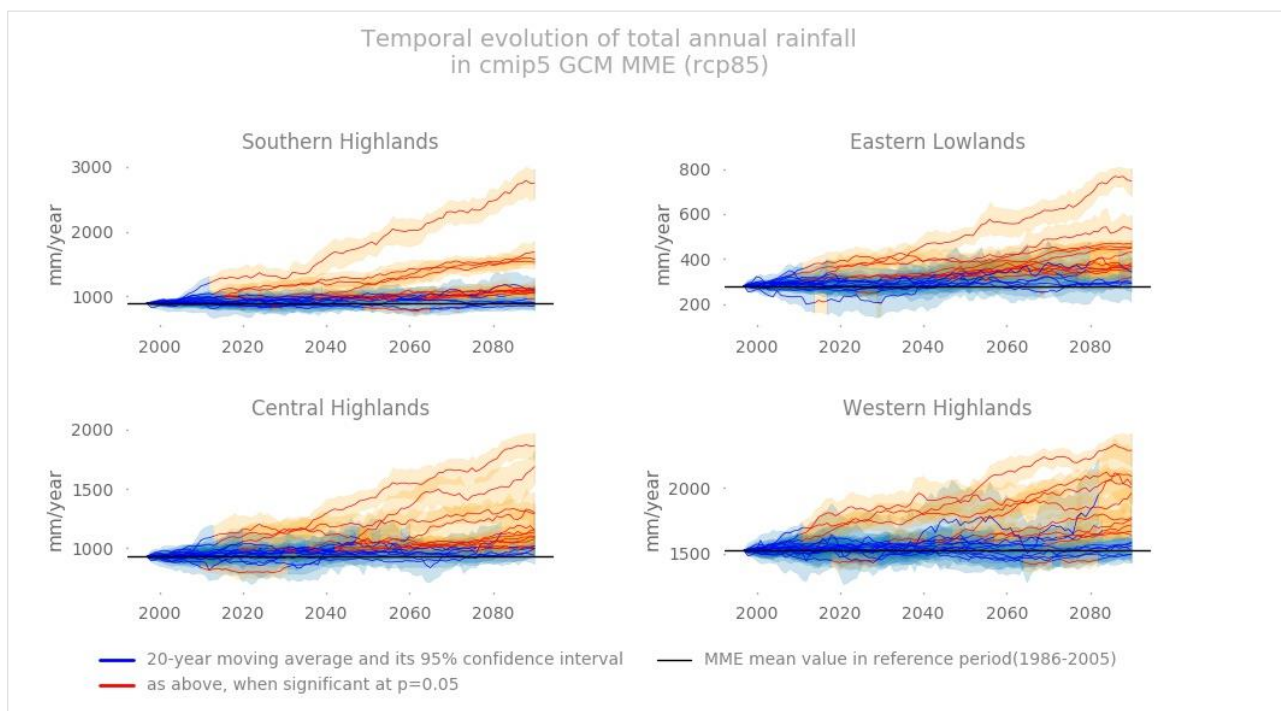 Temporal evolution of total annual rainfall
in cmip5 GCM MME (rcp85)
Southern Highlands
3000
2000
1000
mm/year
2000 2020 2040 2060 2080
Eastern Lowlands
800
600
400
200
mm/year
2000 2020 2040 2060 2080
Central Highlands
2000
1500
1000
mm/year
2000 2020 2040 2060 2080
Western Highlands
2000
1500
mm/year
2000 2020 2040 2060 2080
20-year moving average and its 95% confidence interval
as above, when significant at p=0.05
MME mean value in reference period(1986-2005)